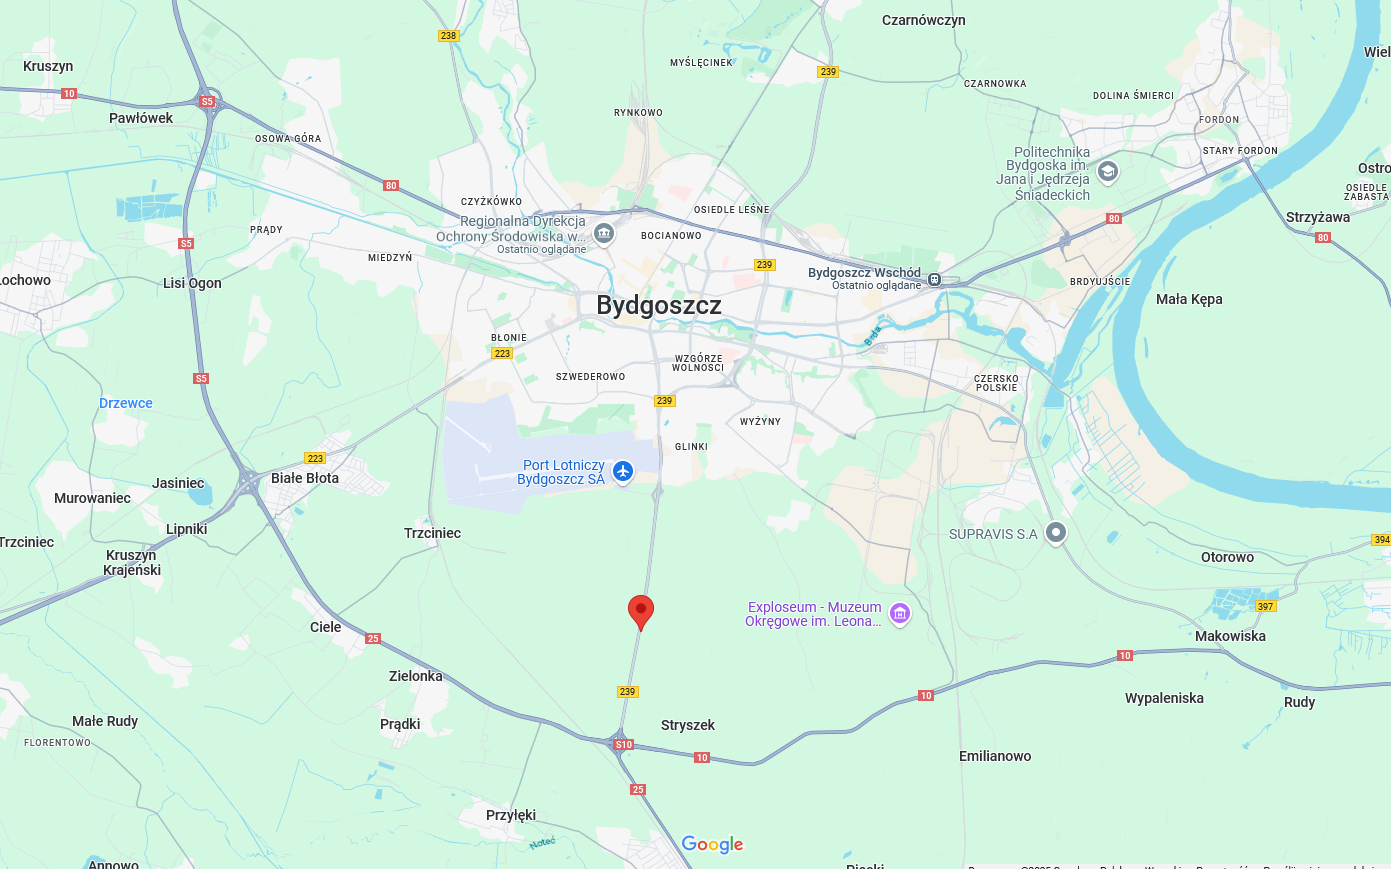 Czarnówczyn
238
Wiel
MYŚLĘCINEK
Kruszyn
239
CZARNOWKA
10
DOLINA ŚMIERCI
S5
RYNKOWO
Pawłówek
FORDON
OSOWA GÓRA
STARY FORDON
Politechnika
Bydgoska im.
Jana i Jędrzeja
Śniadeckich
Ostro
80
OSIEDLE
ZABASTA
CZYŻKÓWKO
OSIEDLE LEŚNE
Strzyżawa
80
Regionalna Dyrekcja
Ochrony Środowiska w...
Ostatnio oglądane
PRĄDY
BOCIANOWO
80
S5
MIEDZYŃ
239
Bydgoszcz Wschód
Ostatnio oglądane
Łochowo
Lisi Ogon
BRDYUJŚCIE
Mała Kępa
Bydgoszcz
Brda
BŁONIE
223
WZGÓRZE
WOLNOŚCI
SZWEDEROWO
S5
CZERSKO
POLSKIE
Drzewce
239
WYŻYNY
GLINKI
223
Port Lotniczy
Bydgoszcz SA
Białe Błota
Jasiniec
Murowaniec
Lipniki
Trzciniec
SUPRAVIS S.A
Trzciniec
394
Kruszyn
Krajeński
Otorowo
Exploseum - Muzeum
Okręgowe im. Leona...
397
Ciele
25
Makowiska
10
Zielonka
239
10
Wypaleniska
Rudy
Małe Rudy
Prądki
Stryszek
FLORENTOWO
S10
10
Emilianowo
25
Przyłęki
Noteć
Google
Annowo
Piecki